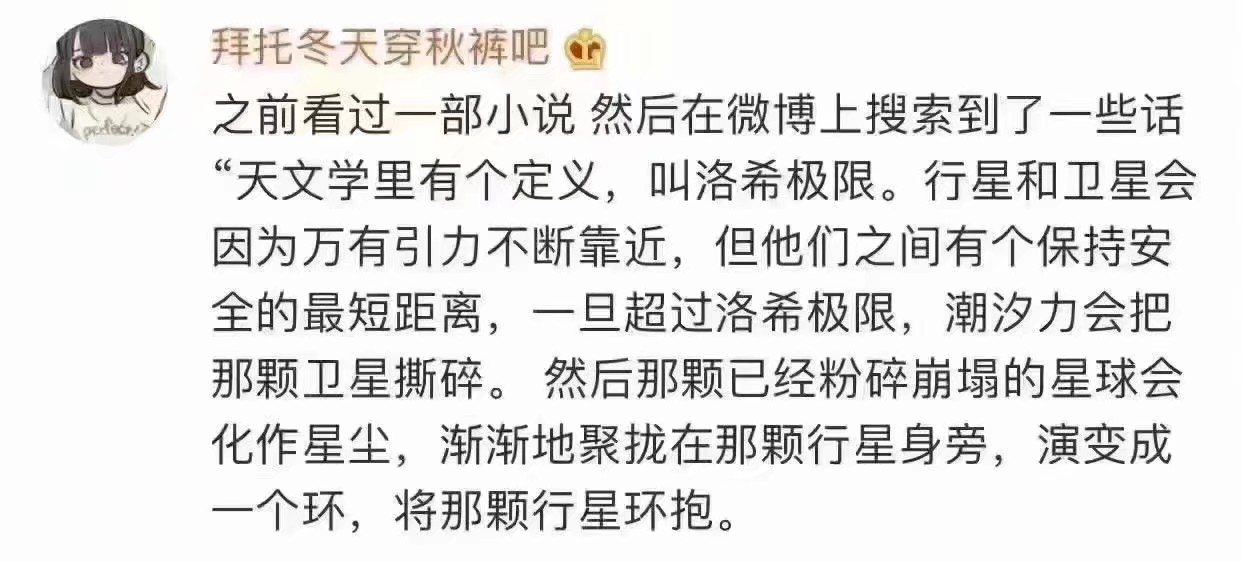 拜托冬天穿秋裤吧
之前看过一部小说 然后在微博上搜索到了一些话
“天文学里有个定义，叫洛希极限。行星和卫星会
因为万有引力不断靠近，但他们之间有个保持安
全的最短距离，一旦超过洛希极限，潮汐力会把
那颗卫星撕碎。 然后那颗已经粉碎崩塌的星球会
化作星尘，渐渐地聚拢在那颗行星身旁，演变成
一个环，将那颗行星环抱。